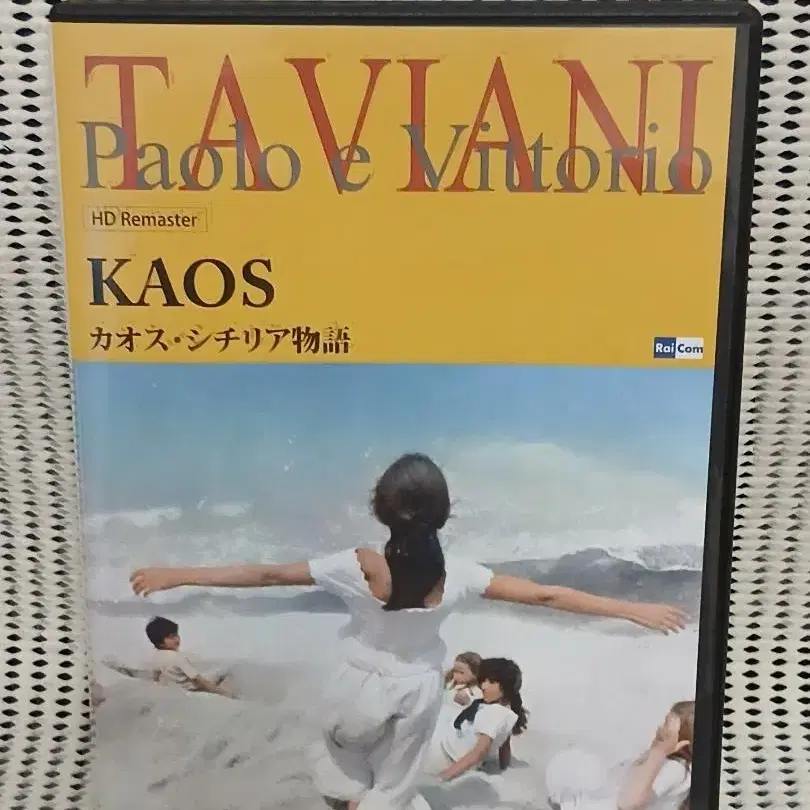 TAVIANI
Paolo e Vittorio
HD Remaster
KAOS
カオス・シチリア物語
Rai Com